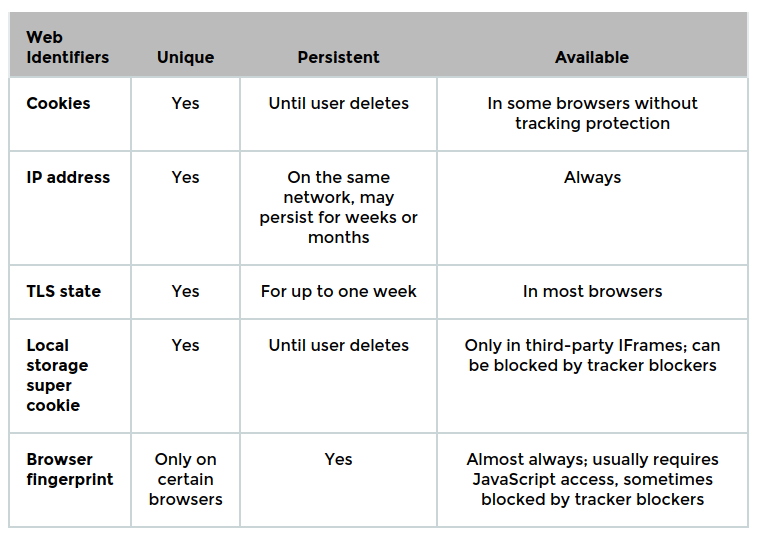 Web
Identifiers
Unique
Persistent
Available
Cookies
Yes
Until user deletes
In some browsers without
tracking protection
IP address
Yes
On the same
network, may
persist for weeks or
months
Always
TLS state
Yes
For up to one week
In most browsers
Local
storage
super
cookie
Yes
Until user deletes
Only in third-party IFrames; can
be blocked by tracker blockers
Browser
fingerprint
Only on
certain
browsers
Yes
Almost always; usually requires
JavaScript access, sometimes
blocked by tracker blockers